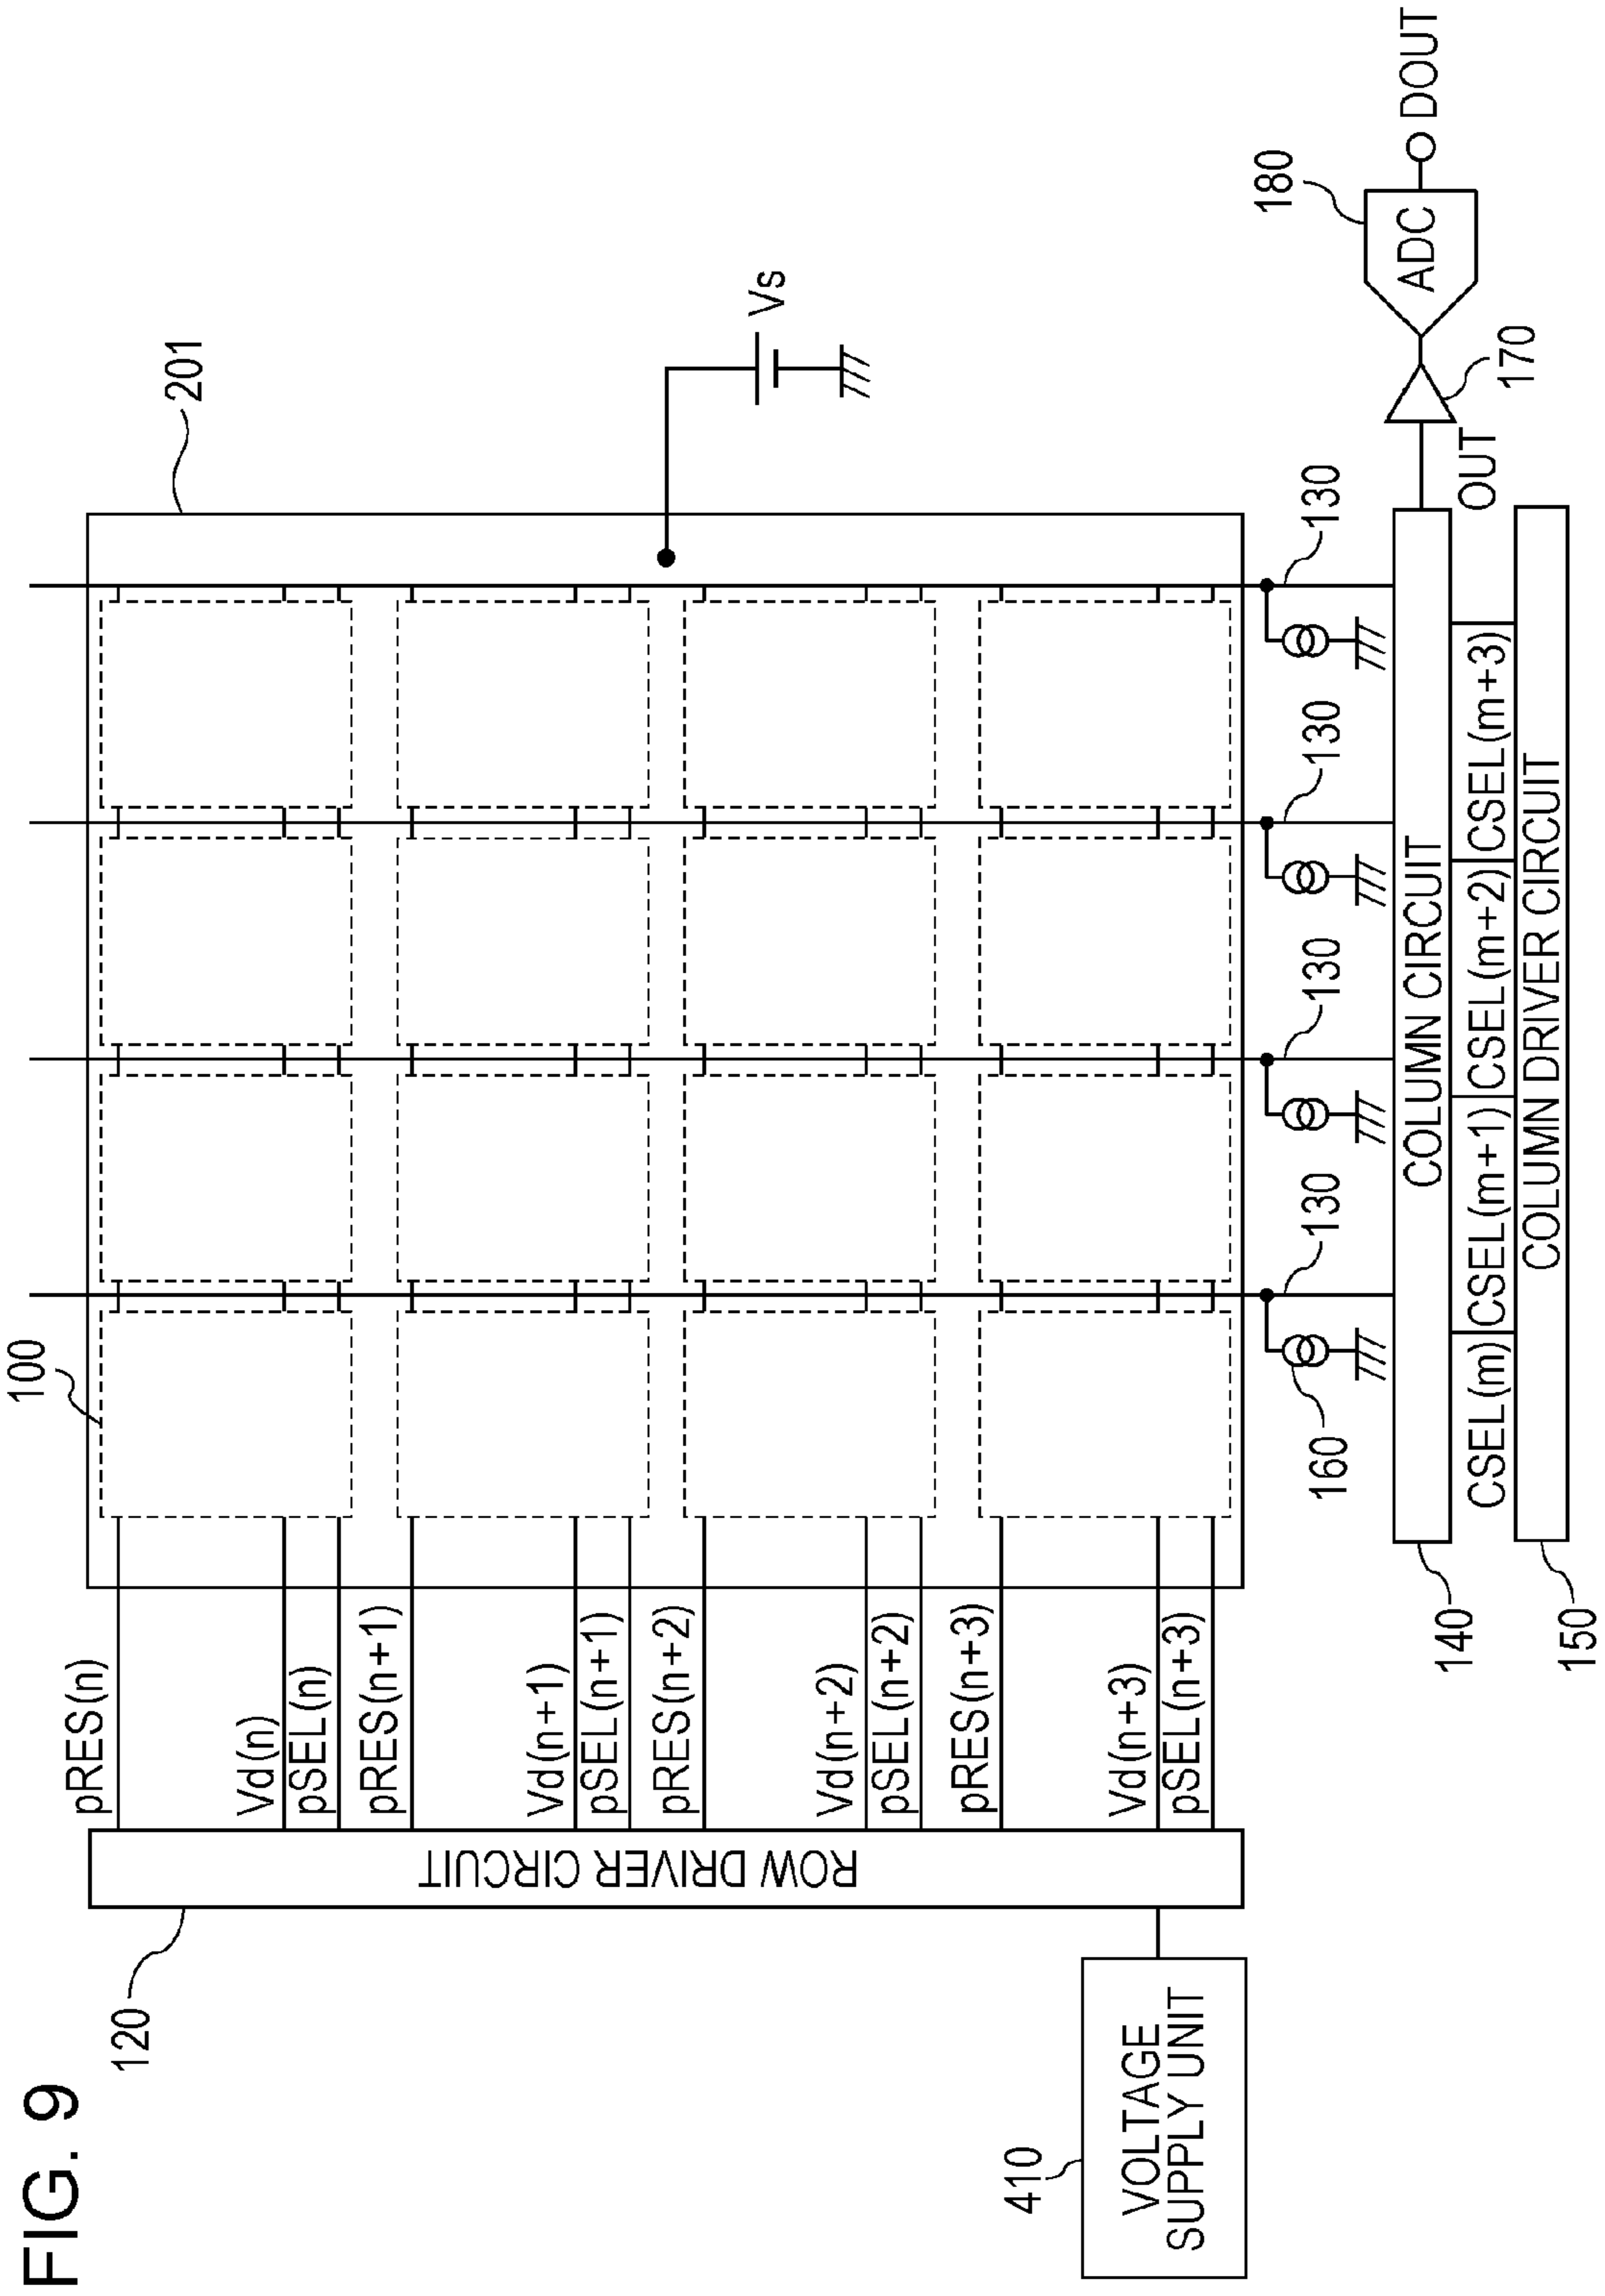 FIG. 9
100
201
120
pRES(n)
Vd(n)
pSEL(n)
pRES(n+1)
Vd(n+1)
pSEL(n+1)
pRES(n+2)
Vd(n+2)
pSEL(n+2)
pRES(n+3)
Vd(n+3)
pSEL(n+3)
ROW DRIVER CIRCUIT
Vs
410
VOLTAGE
SUPPLY UNIT
160
130
130
130
130
180
ADC
DOUT
170
OUT
140
COLUMN CIRCUIT
CSEL(m)
CSEL(m+1)
CSEL(m+2)
CSEL(m+3)
150
COLUMN DRIVER CIRCUIT